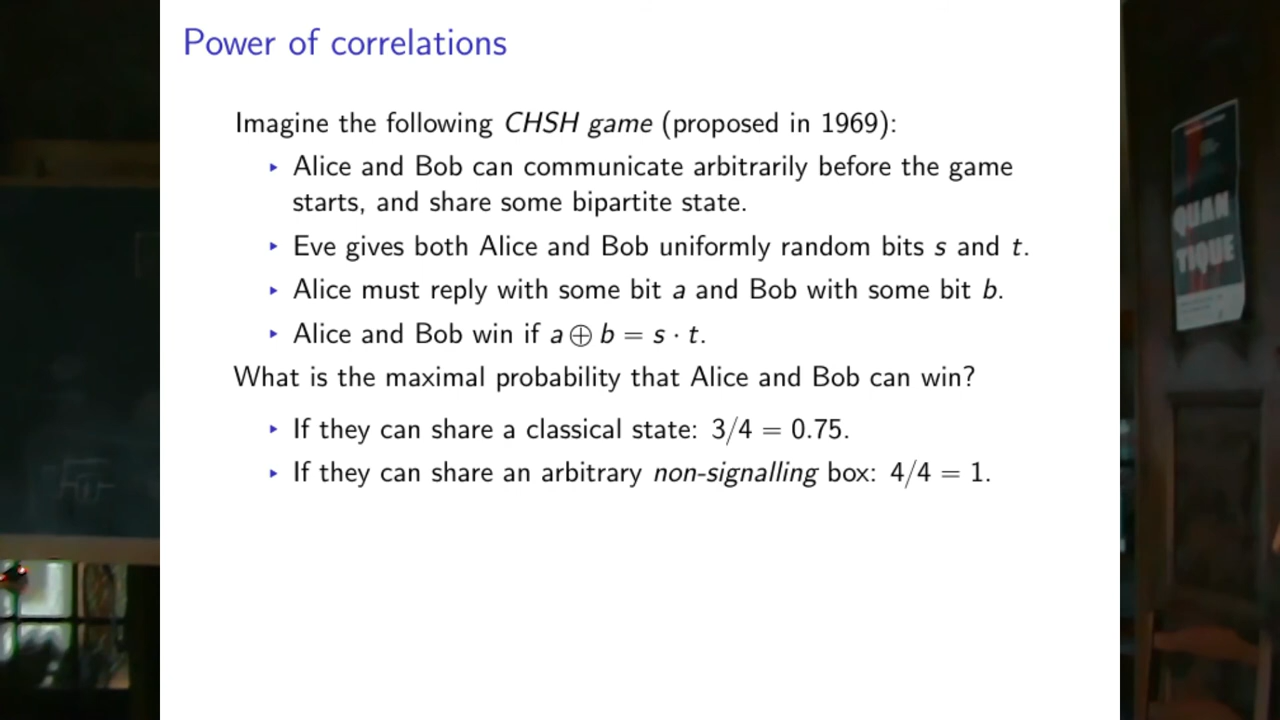 Power of correlations
Imagine the following CHSH game (proposed in 1969):
‣ Alice and Bob can communicate arbitrarily before the game
starts, and share some bipartite state.
‣ Eve gives both Alice and Bob uniformly random bits s and t.
‣ Alice must reply with some bit a and Bob with some bit b.
‣ Alice and Bob win if a ⊕ b = s · t.
What is the maximal probability that Alice and Bob can win?
‣ If they can share a classical state: 3/4 = 0.75.
‣ If they can share an arbitrary non-signalling box: 4/4 = 1.
QUAN
TIQUE